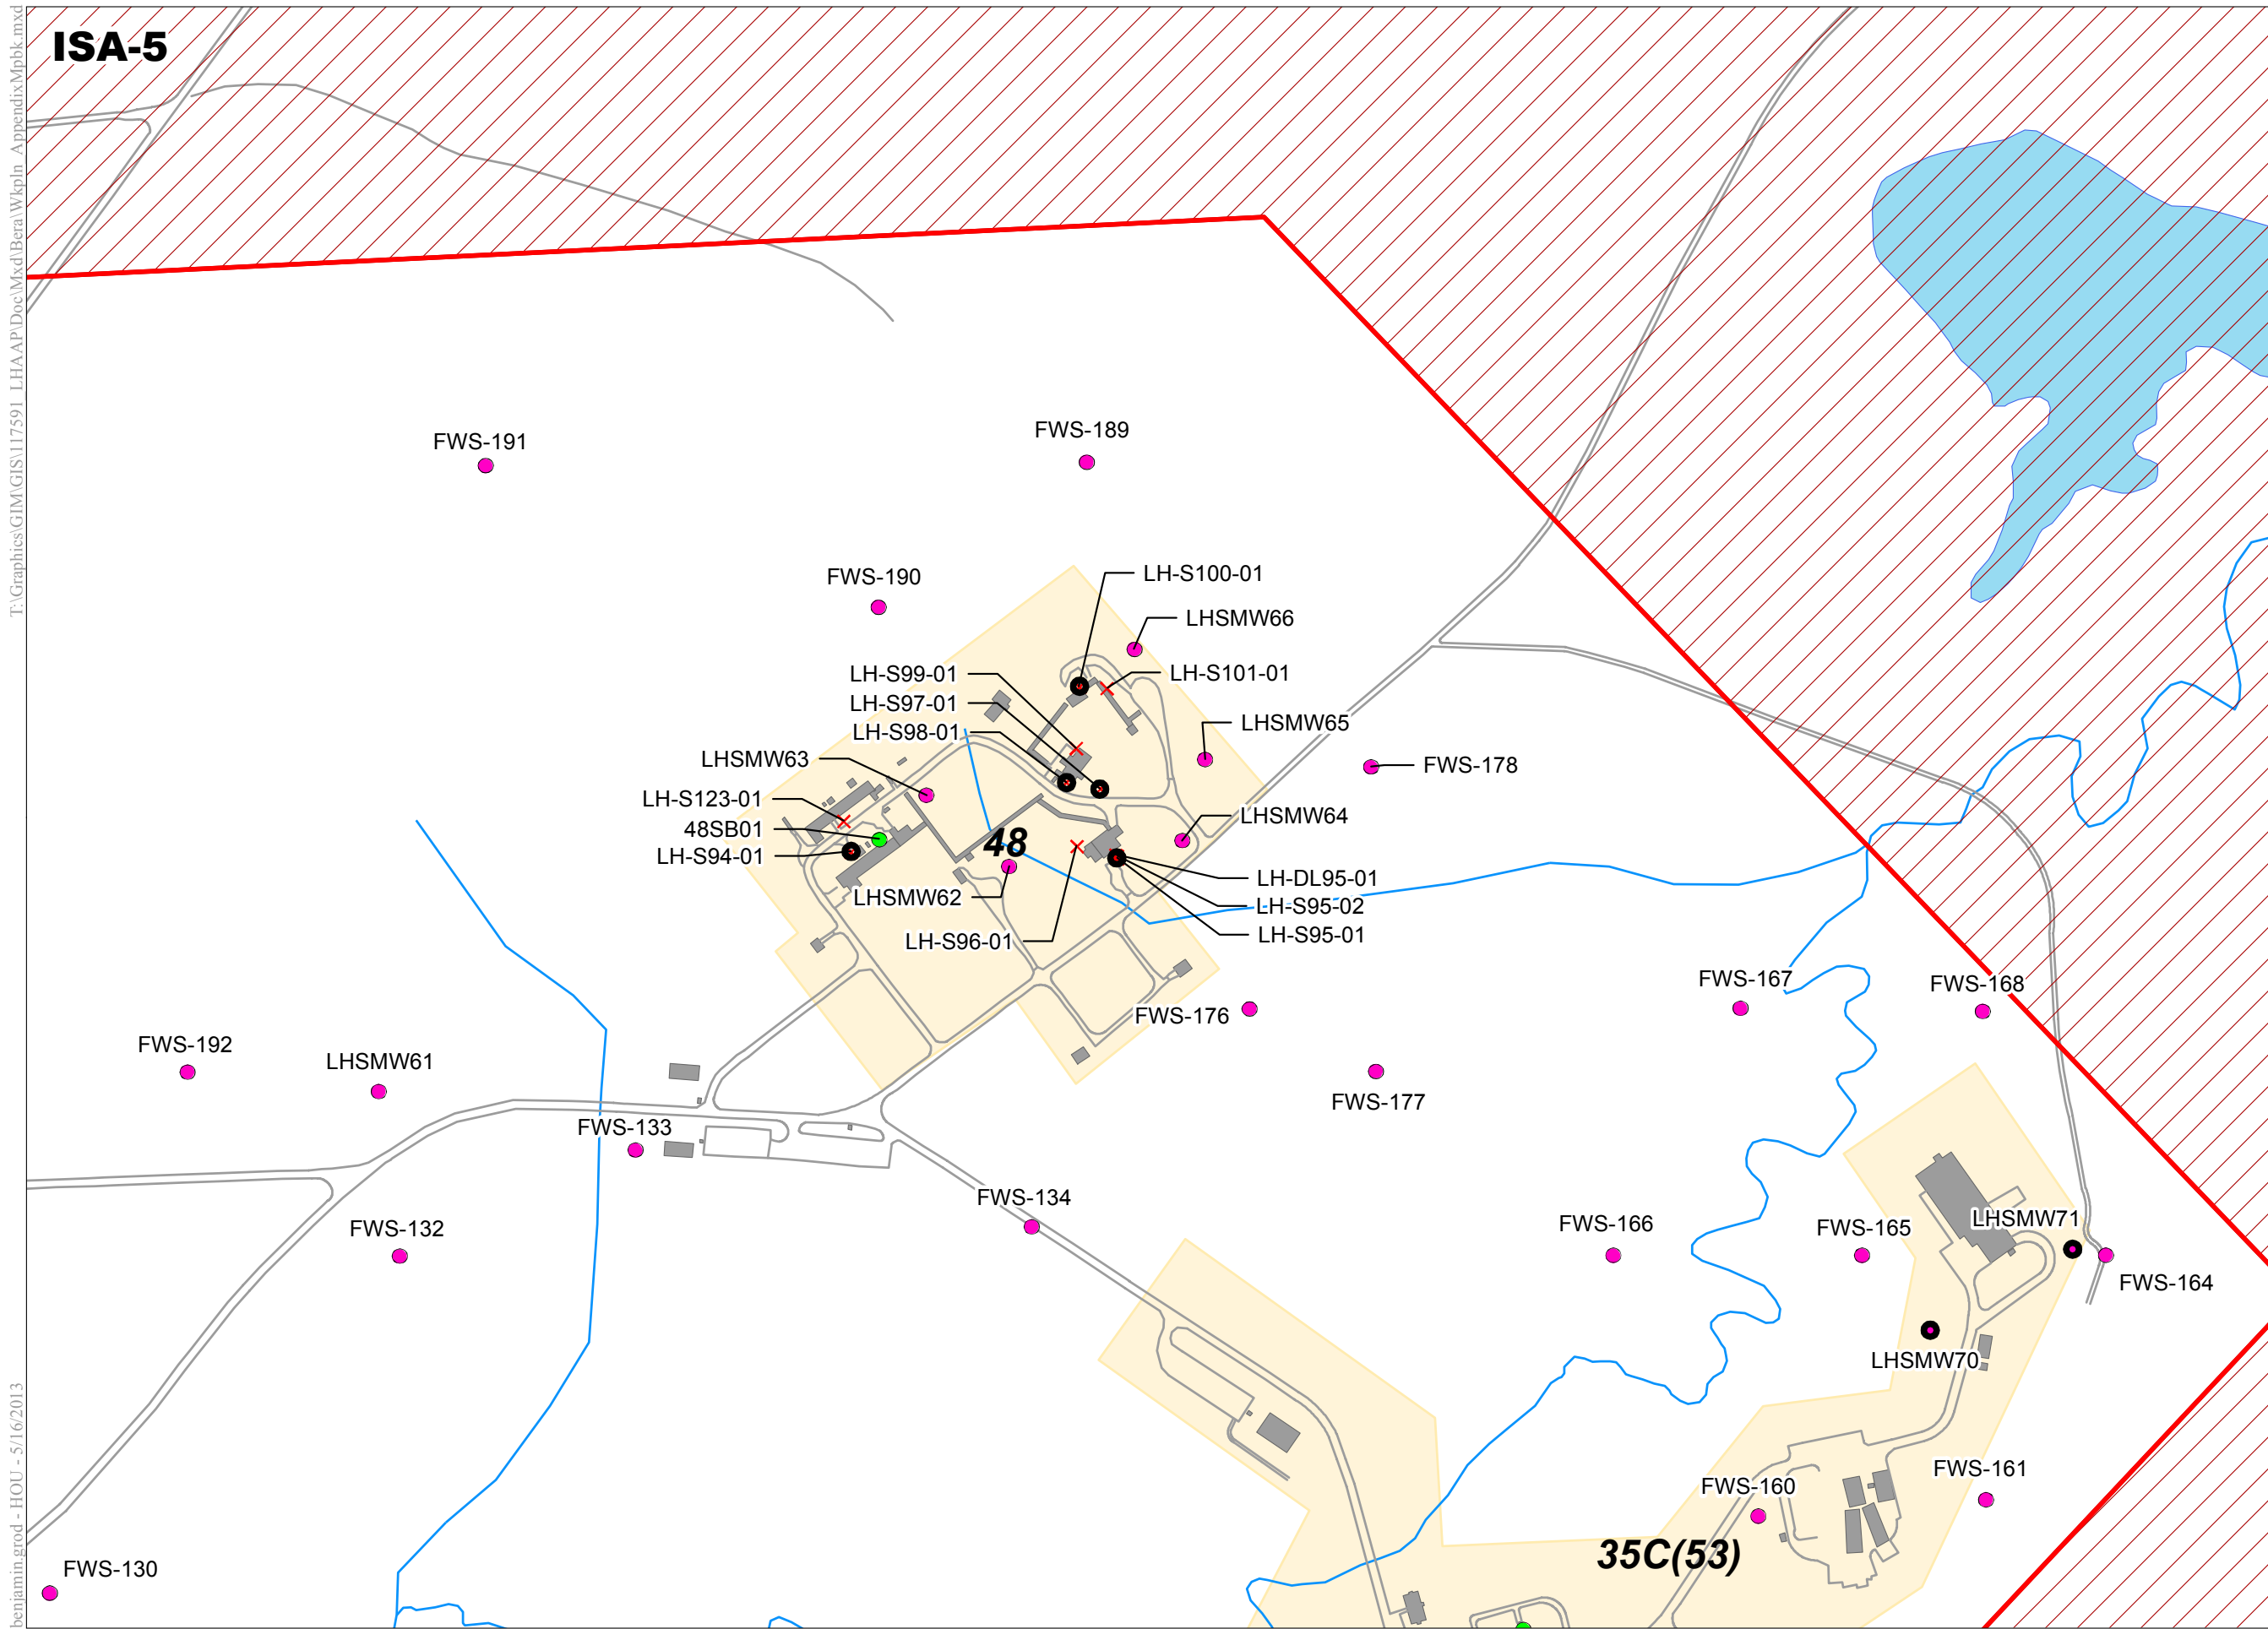 ISA-5
T:\Graphics\GIM\GIS\117591_LHAAP\Doc\Mxd\Bera\Wkpln_AppendixMpbk.mxd
FWS-191
FWS-189
FWS-190
LH-S100-01
LHSMW66
LH-S99-01
LH-S101-01
LH-S97-01
LH-S98-01
LHSMW65
LHSMW63
FWS-178
LH-S123-01
48SB01
LH-S94-01
LHSMW64
48
LHSMW62
LH-DL95-01
LH-S95-02
LH-S95-01
LH-S96-01
FWS-167
FWS-168
FWS-176
FWS-192
LHSMW61
FWS-177
FWS-133
FWS-134
FWS-132
FWS-166
FWS-165
LHSMW71
FWS-164
LHSMW70
FWS-160
FWS-161
35C(53)
FWS-130
benjamin.grod - HOU - 5/16/2013